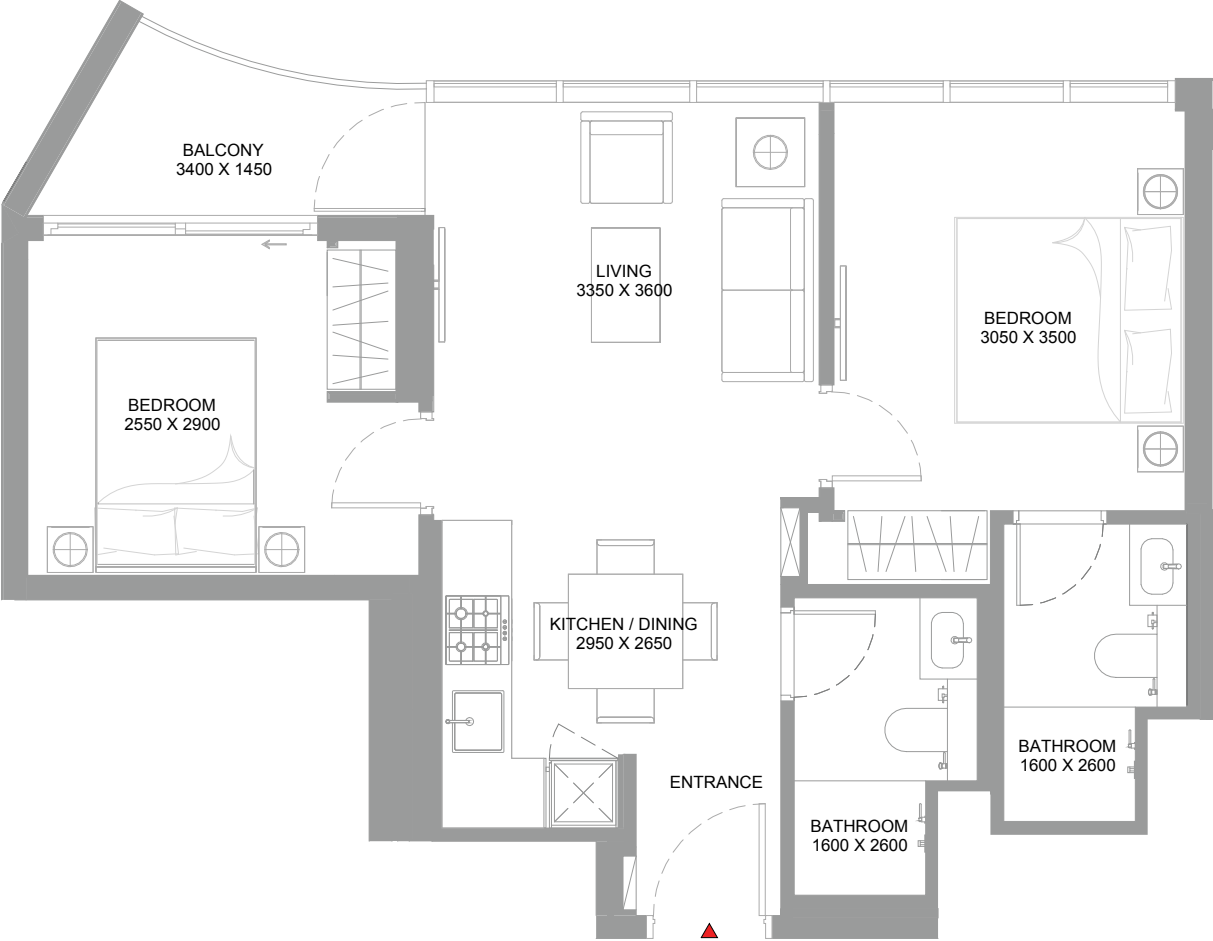 BALCONY
3400 X 1450
LIVING
3350 X 3600
BEDROOM
3050 X 3500
BEDROOM
2550 X 2900
KITCHEN / DINING
2950 X 2650
BATHROOM
1600 X 2600
ENTRANCE
BATHROOM
1600 X 2600